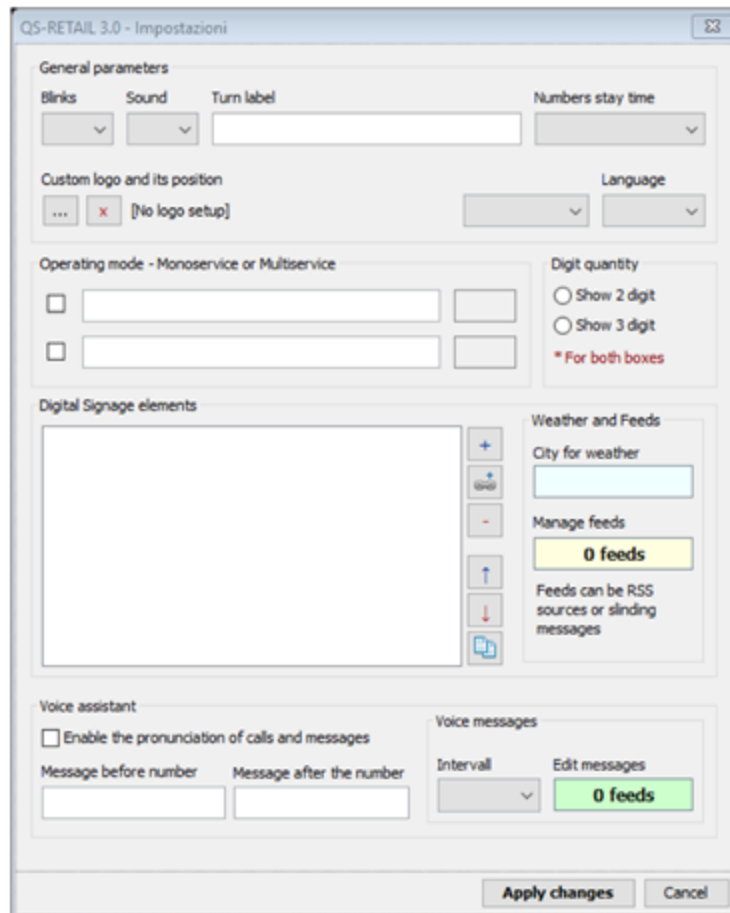 QS-RETAIL 3.0 - Impostazioni
General parameters
Blinks Sound Turn label Numbers stay time
Custom logo and its position Language
... x [No logo setup]
Operating mode - Monoservice or Multiservice Digit quantity
Show 2 digit
Show 3 digit
* For both boxes
Digital Signage elements
Weather and Feeds
City for weather
Manage feeds
0 feeds
Feeds can be RSS
sources or slinding
messages
Voice assistant
Enable the pronunciation of calls and messages
Message before number Message after the number
Voice messages
Intervall Edit messages
0 feeds
Apply changes Cancel